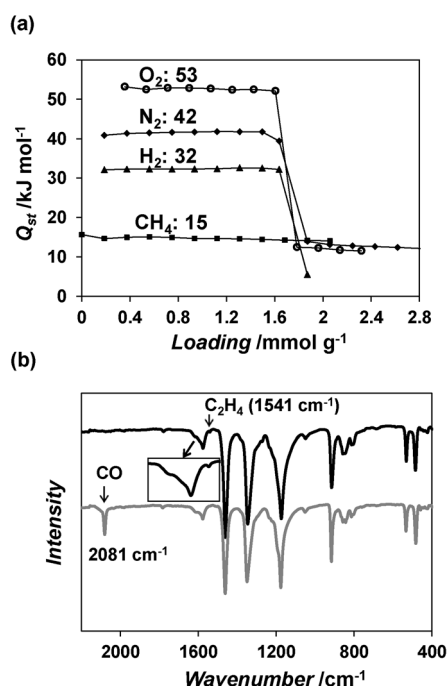 (a)
60
50
40
30
20
10
0
O₂: 53
N₂: 42
H₂: 32
CH₄: 15
Qst /kJ mol⁻¹
0 0.4 0.8 1.2 1.6 2 2.4 2.8
Loading /mmol g⁻¹
(b)
C₂H₄ (1541 cm⁻¹)
CO
2081 cm⁻¹
Intensity
2000 1600 1200 800 400
Wavenumber /cm⁻¹